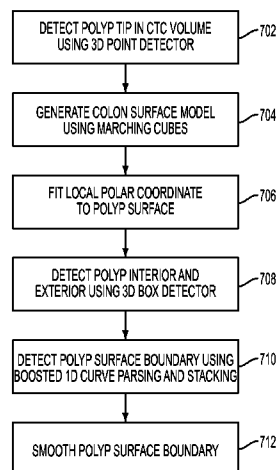 DETECT POLYP TIP IN CTC VOLUME
USING 3D POINT DETECTOR
702
GENERATE COLON SURFACE MODEL
USING MARCHING CUBES
704
FIT LOCAL POLAR COORDINATE
TO POLYP SURFACE
706
DETECT POLYP INTERIOR AND
EXTERIOR USING 3D BOX DETECTOR
708
DETECT POLYP SURFACE BOUNDARY USING
BOOSTED 1D CURVE PARSING AND STACKING
710
SMOOTH POLYP SURFACE BOUNDARY
712